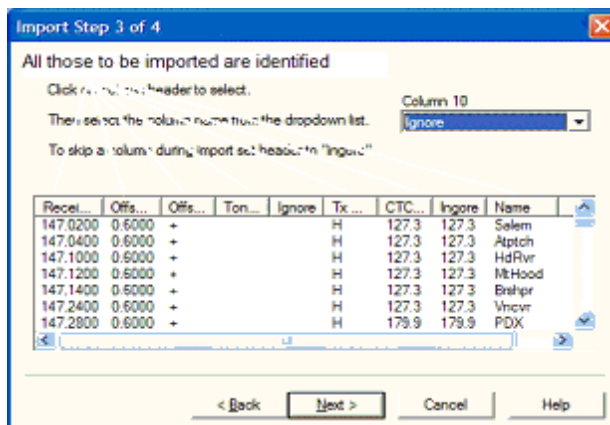 Import Step 3 of 4
All those to be imported are identified
Click header to select.
Column 10
Then select the column name from the dropdown list.
Ignore
To skip a column during import set header to "Ingore"
Recei... Offs... Offs... Ton... Ignore Tx ... CTC... Ingore Name
147.0200 0.6000 + H 127.3 127.3 Salem
147.0400 0.6000 + H 127.3 127.3 Atptch
147.1000 0.6000 + H 127.3 127.3 HdRvr
147.1200 0.6000 + H 127.3 127.3 MtHood
147.1400 0.6000 + H 127.3 127.3 Brshpr
147.2400 0.6000 + H 127.3 127.3 Vncvr
147.2800 0.6000 + H 179.9 179.9 PDX
< Back Next > Cancel Help